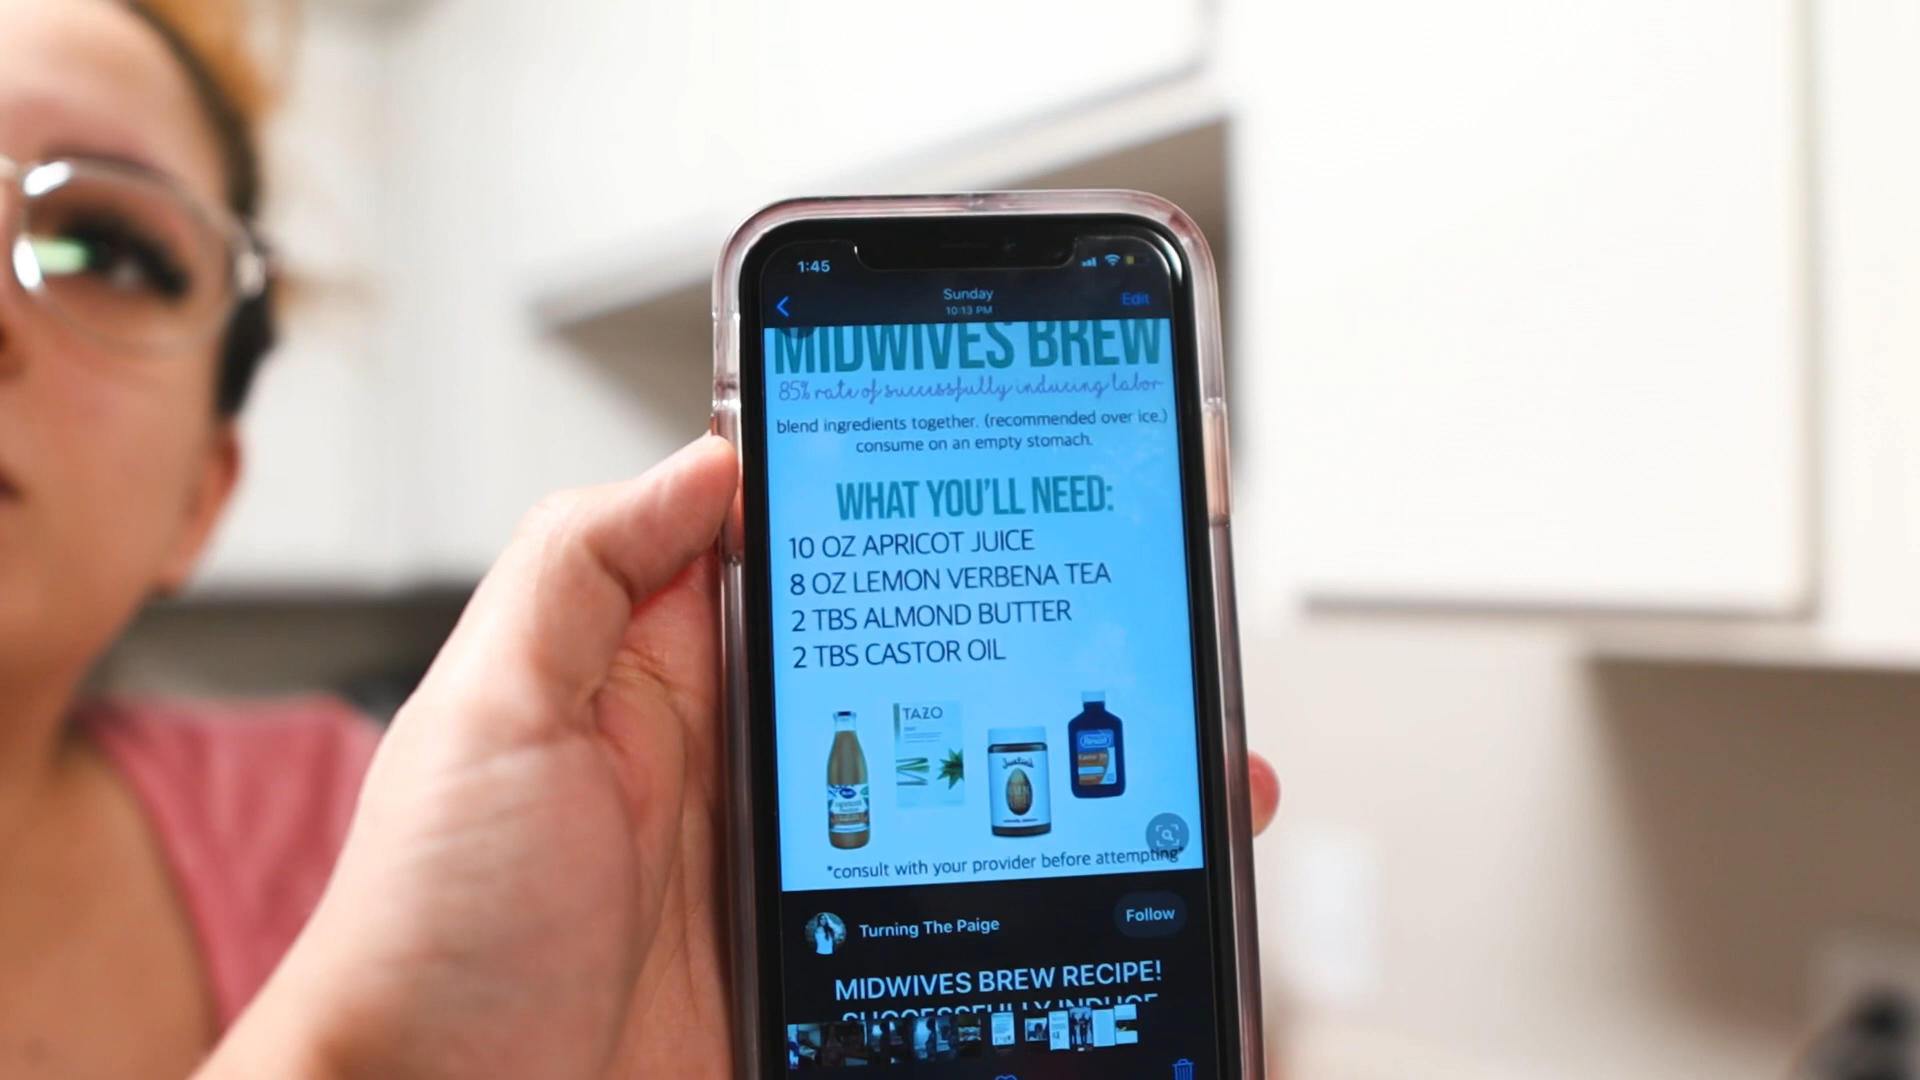 1:45
Sunday
10:13 PM
Edit
MIDWIVES BREW
85% rate of successfully inducing labor
blend ingredients together. (recommended over ice.)
consume on an empty stomach.
WHAT YOU'LL NEED:
10 OZ APRICOT JUICE
8 OZ LEMON VERBENA TEA
2 TBS ALMOND BUTTER
2 TBS CASTOR OIL
TAZO
Justin's
*consult with your provider before attempting*
Turning The Paige
Follow
MIDWIVES BREW RECIPE!
SUCCESSFULLY INDUCE